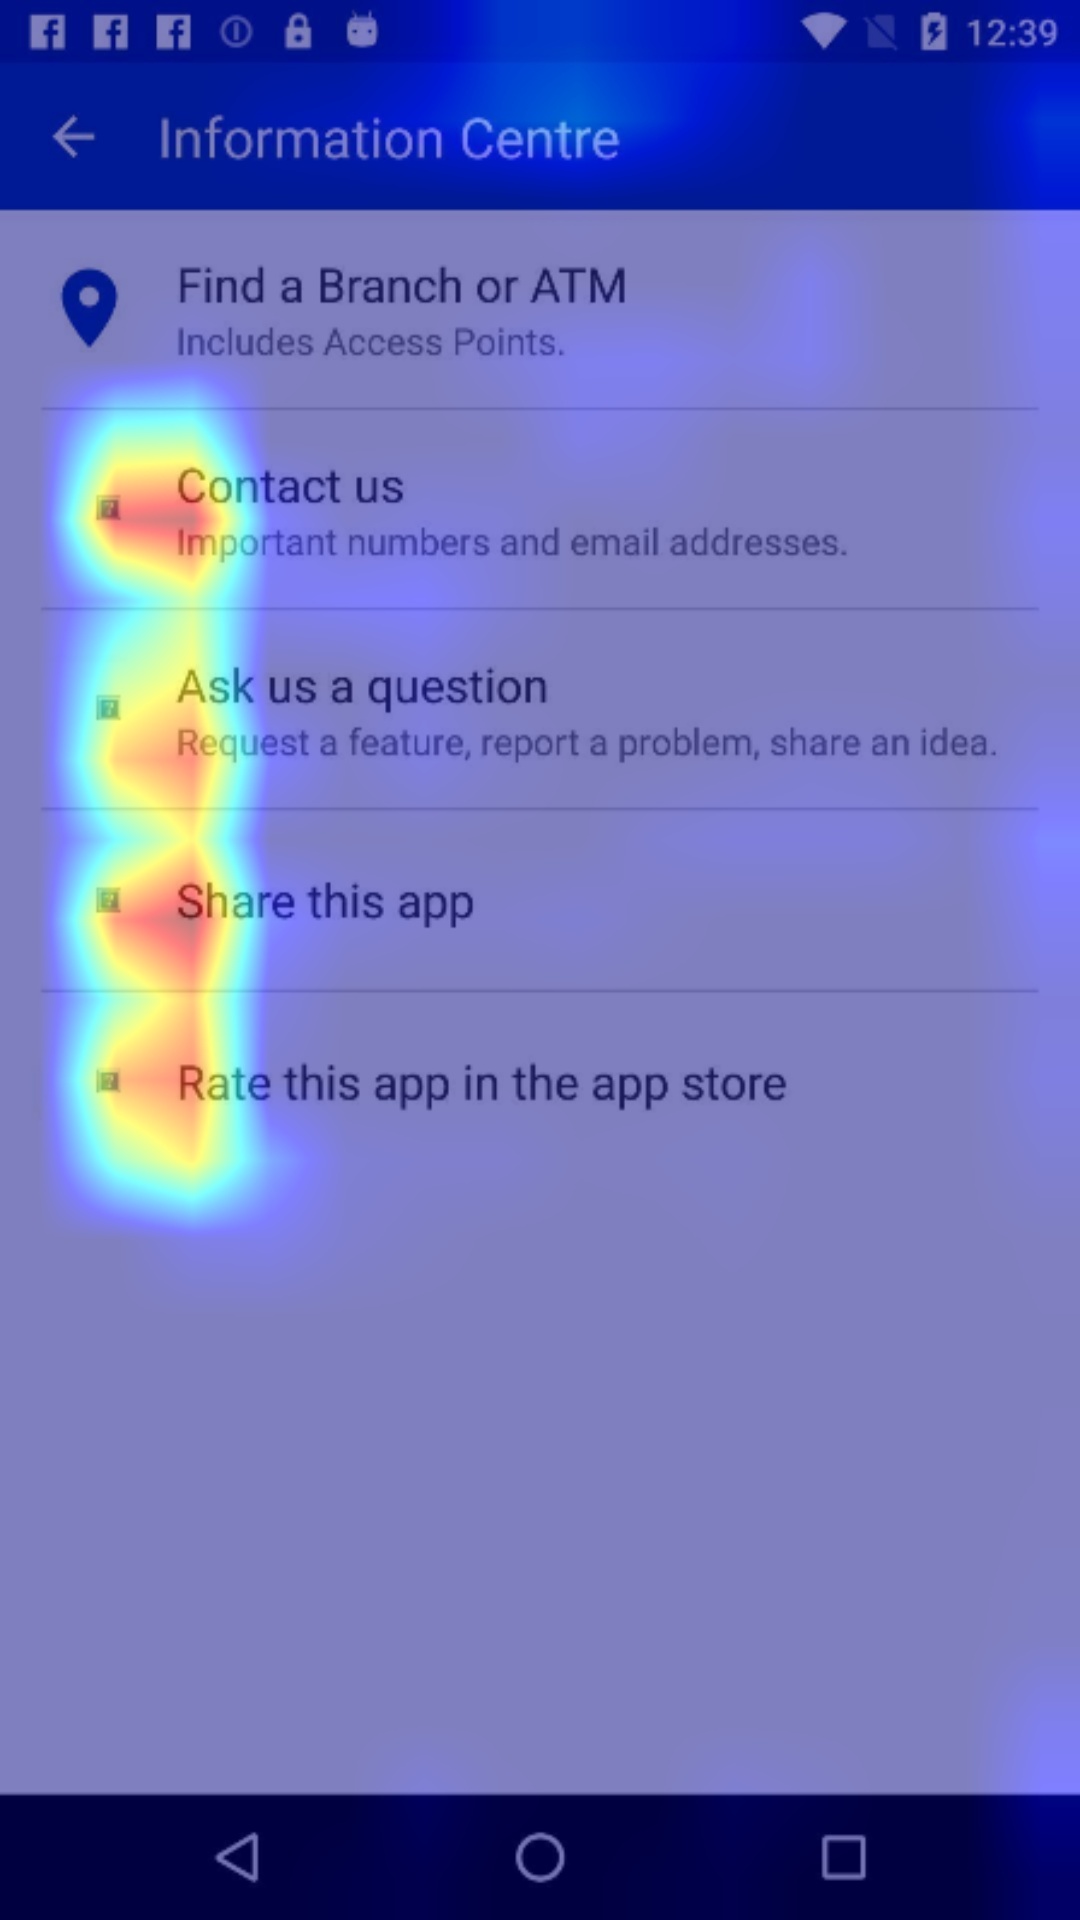 12:39
Information Centre
Find a Branch or ATM
Includes Access Points.
Contact us
Important numbers and email addresses.
Ask us a question
Request a feature, report a problem, share an idea.
Share this app
Rate this app in the app store